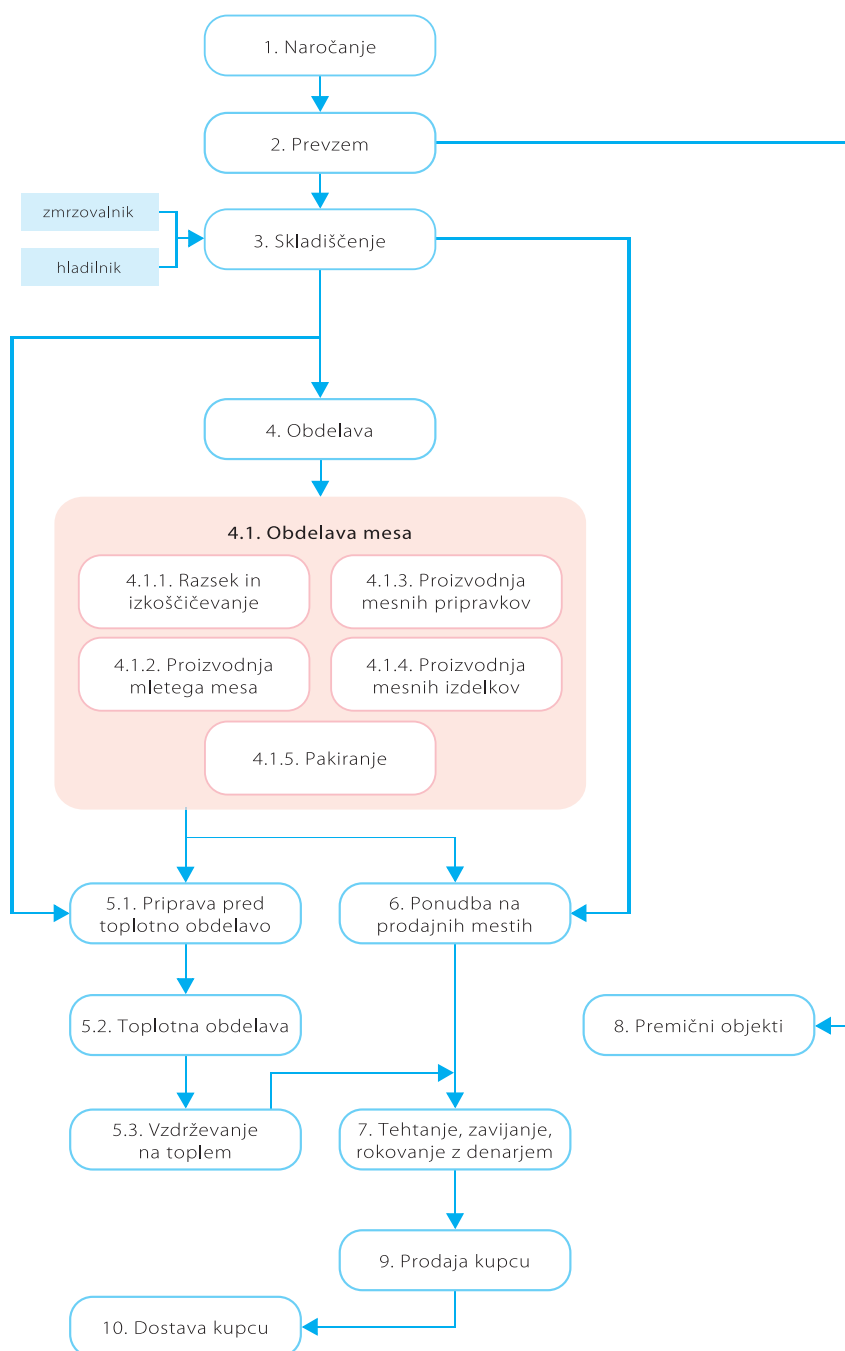 1. Naročanje
2. Prevzem
zmrzovalnik
3. Skladiščenje
hladilnik
4. Obdelava
4.1. Obdelava mesa
4.1.1. Razsek in
izkoščičevanje
4.1.3. Proizvodnja
mesnih pripravkov
4.1.2. Proizvodnja
mletega mesa
4.1.4. Proizvodnja
mesnih izdelkov
4.1.5. Pakiranje
5.1. Priprava pred
toplotno obdelavo
6. Ponudba na
prodajnih mestih
5.2. Toplotna obdelava
8. Premični objekti
5.3. Vzdrževanje
na toplem
7. Tehtanje, zavijanje,
rokovanje z denarjem
9. Prodaja kupcu
10. Dostava kupcu